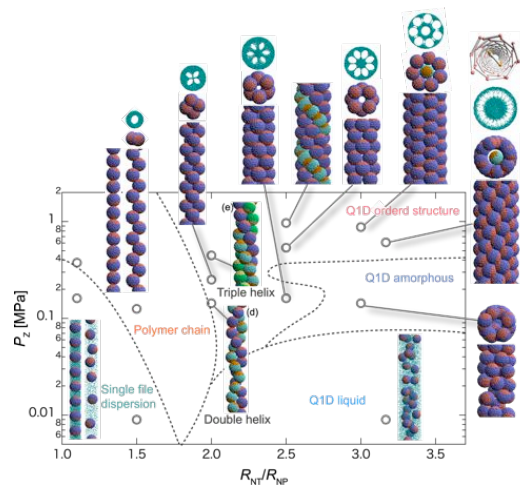 2
1
8
6
4
2
0.1
8
6
4
2
0.01
8
6
P_Z [MPa]
(e)
Q1D orderd structure
Q1D amorphous
Triple helix
Polymer chain
(d)
Single file
dispersion
Double helix
Q1D liquid
1.0 1.5 2.0 2.5 3.0 3.5
R_NT/R_NP